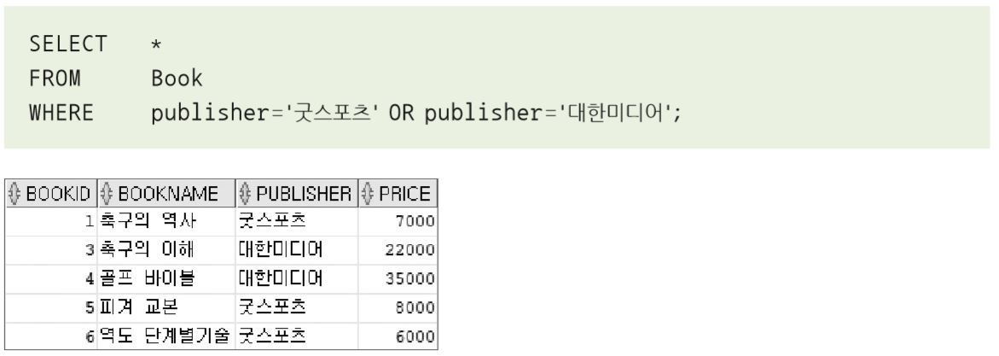 SELECT *
FROM Book
WHERE publisher='굿스포츠' OR publisher='대한미디어';
BOOKID BOOKNAME PUBLISHER PRICE
1 축구의 역사 굿스포츠 7000
3 축구의 이해 대한미디어 22000
4 골프 바이블 대한미디어 35000
5 피겨 교본 굿스포츠 8000
6 역도 단계별기술 굿스포츠 6000